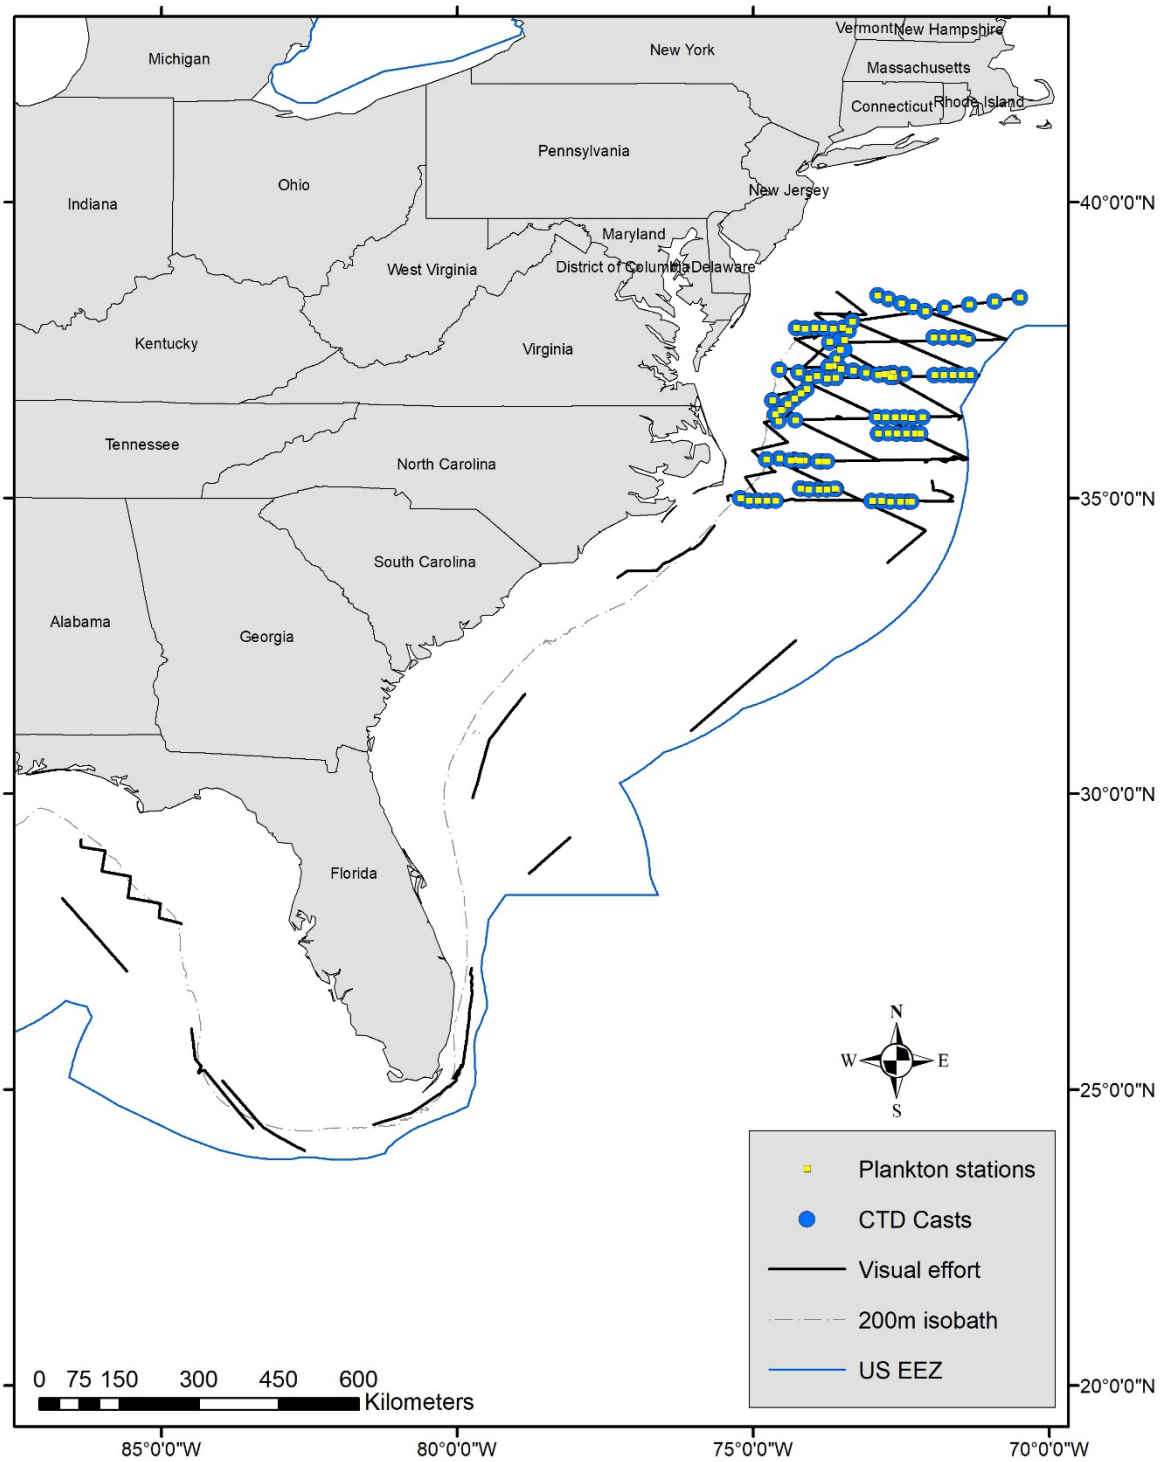 Vermont
New Hampshire
New York
Michigan
Massachusetts
Connecticut
Rhode Island
Pennsylvania
Ohio
New Jersey
Indiana
40°0'0"N
Maryland
West Virginia
District of Columbia
Delaware
Kentucky
Virginia
Tennessee
North Carolina
35°0'0"N
South Carolina
Alabama
Georgia
30°0'0"N
Florida
N
W
E
S
25°0'0"N
Plankton stations
CTD Casts
Visual effort
200m isobath
US EEZ
20°0'0"N
0 75 150 300 450 600
Kilometers
85°0'0"W 80°0'0"W 75°0'0"W 70°0'0"W